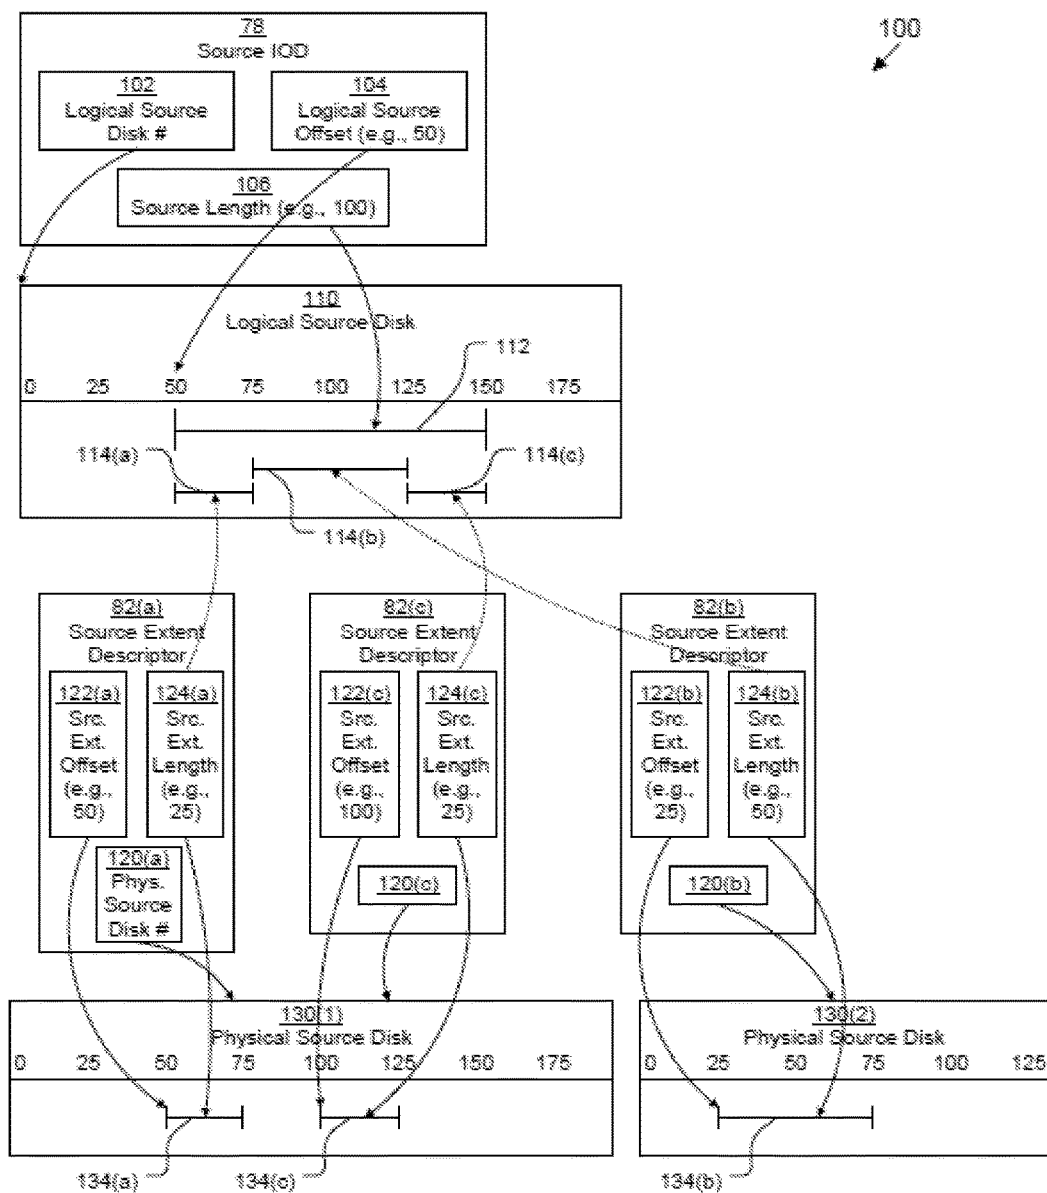 78
Source IOD
100
102
Logical Source
Disk #
104
Logical Source
Offset (e.g., 50)
106
Source Length (e.g., 100)
110
Logical Source Disk
112
0 25 50 75 100 125 150 175
114(a)
114(c)
114(b)
82(a)
Source Extent
Descriptor
122(a)
Src.
Ext.
Offset
(e.g.,
50)
124(a)
Src.
Ext.
Length
(e.g.,
25)
120(a)
Phys.
Source
Disk #
82(c)
Source Extent
Descriptor
122(c)
Src.
Ext.
Offset
(e.g.,
100)
124(c)
Src.
Ext.
Length
(e.g.,
25)
120(c)
82(b)
Source Extent
Descriptor
122(b)
Src.
Ext.
Offset
(e.g.,
25)
124(b)
Src.
Ext.
Length
(e.g.,
50)
120(b)
130(1)
Physical Source Disk
0 25 50 75 100 125 175
134(a)
134(c)
130(2)
Physical Source Disk
0 25 50 75 100 125
134(b)